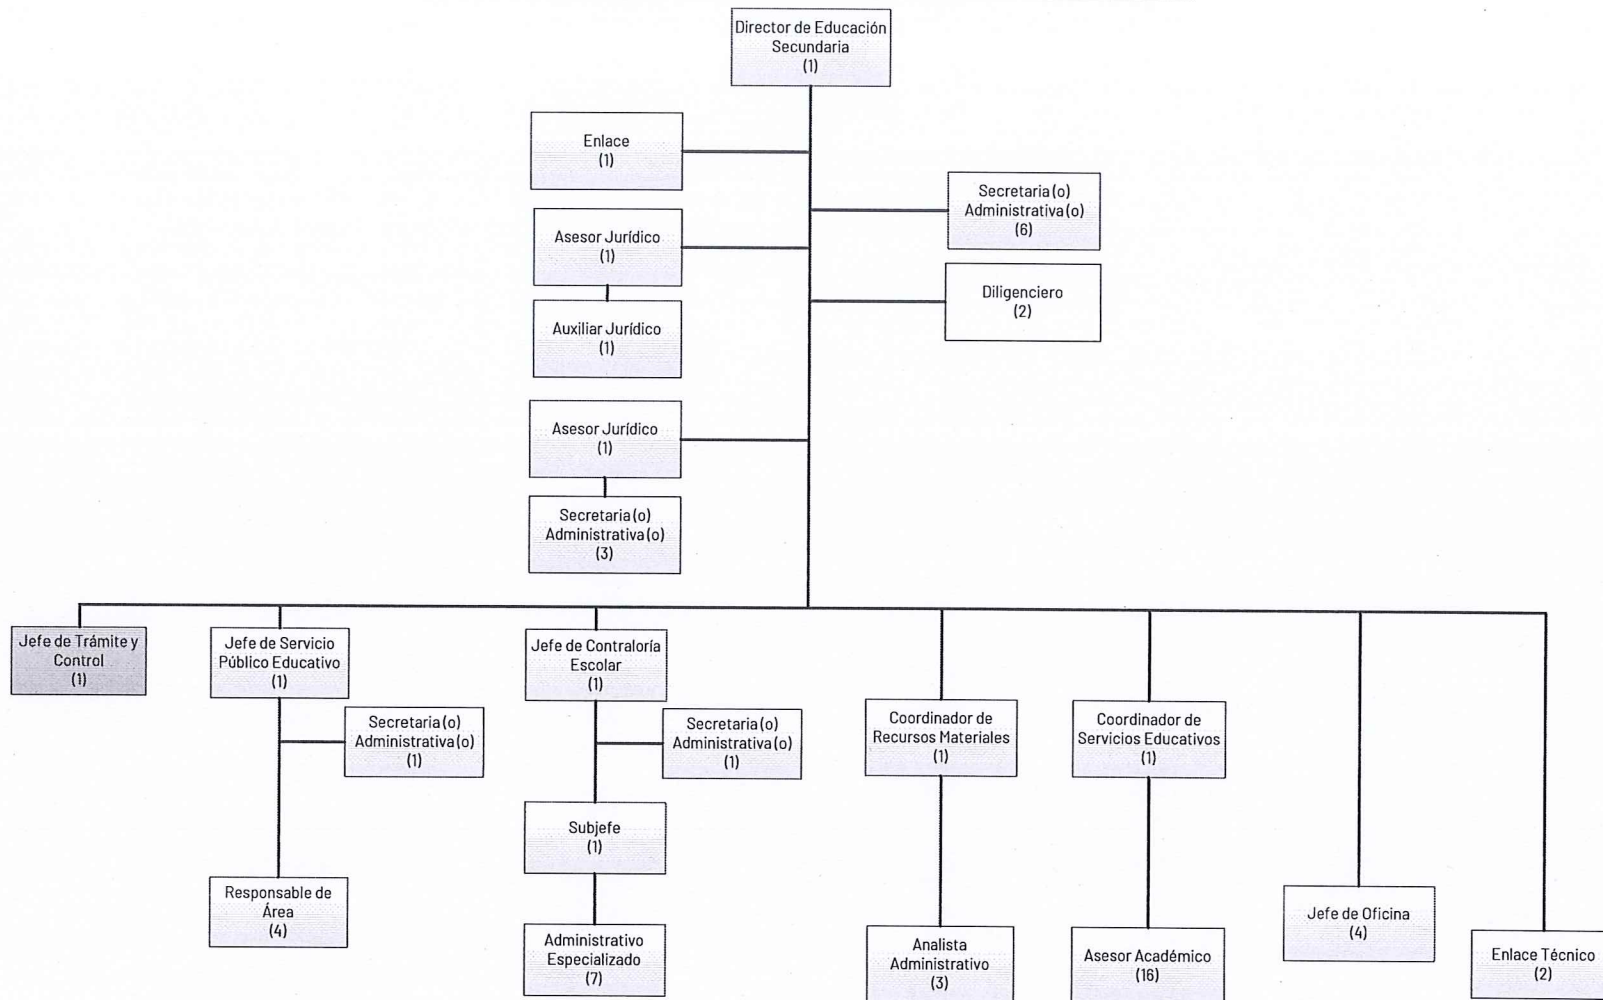 Director de Educación
Secundaria
(1)
Enlace
(1)
Secretaria(o)
Administrativa(o)
(6)
Asesor Jurídico
(1)
Diligenciero
(2)
Auxiliar Jurídico
(1)
Asesor Jurídico
(1)
Secretaria(o)
Administrativa(o)
(3)
Jefe de Trámite y
Control
(1)
Jefe de Servicio
Público Educativo
(1)
Jefe de Contraloría
Escolar
(1)
Secretaria(o)
Administrativa(o)
(1)
Secretaria(o)
Administrativa(o)
(1)
Coordinador de
Recursos Materiales
(1)
Coordinador de
Servicios Educativos
(1)
Subjefe
(1)
Responsable de
Área
(4)
Jefe de Oficina
(4)
Administrativo
Especializado
(7)
Analista
Administrativo
(3)
Asesor Académico
(16)
Enlace Técnico
(2)